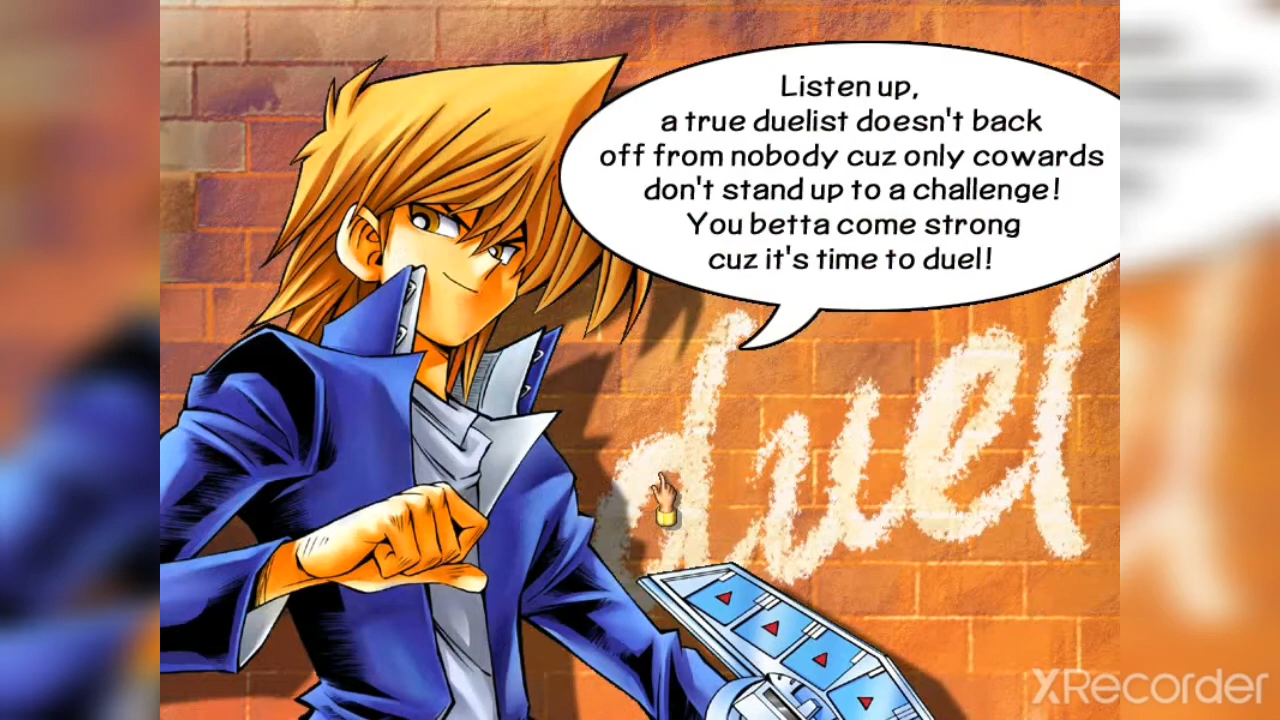 Listen up,
a true duelist doesn't back
off from nobody cuz only cowards
don't stand up to a challenge!
You betta come strong
cuz it's time to duel!
duel
XRecorder